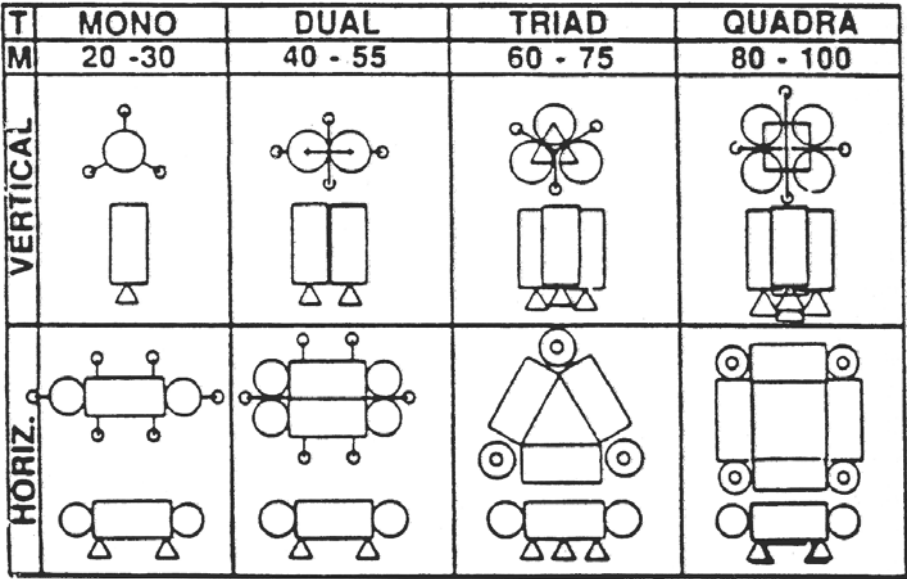 T MONO DUAL TRIAD QUADRA
M 20 -30 40 - 55 60 - 75 80 - 100
VERTICAL
HORIZ.